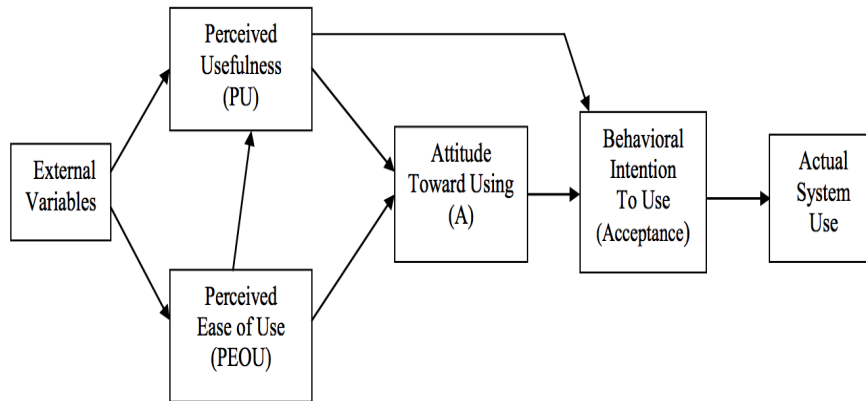 Perceived
Usefulness
(PU)
External
Variables
Perceived
Ease of Use
(PEOU)
Attitude
Toward Using
(A)
Behavioral
Intention
To Use
(Acceptance)
Actual
System
Use